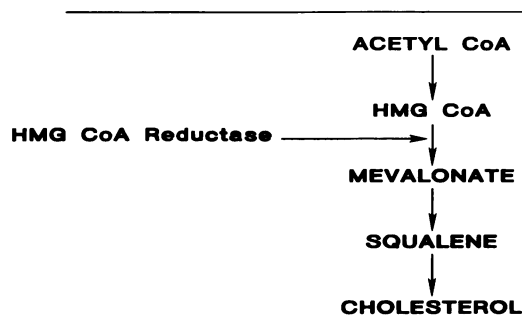 ACETYL CoA
HMG CoA
HMG CoA Reductase
MEVALONATE
SQUALENE
CHOLESTEROL